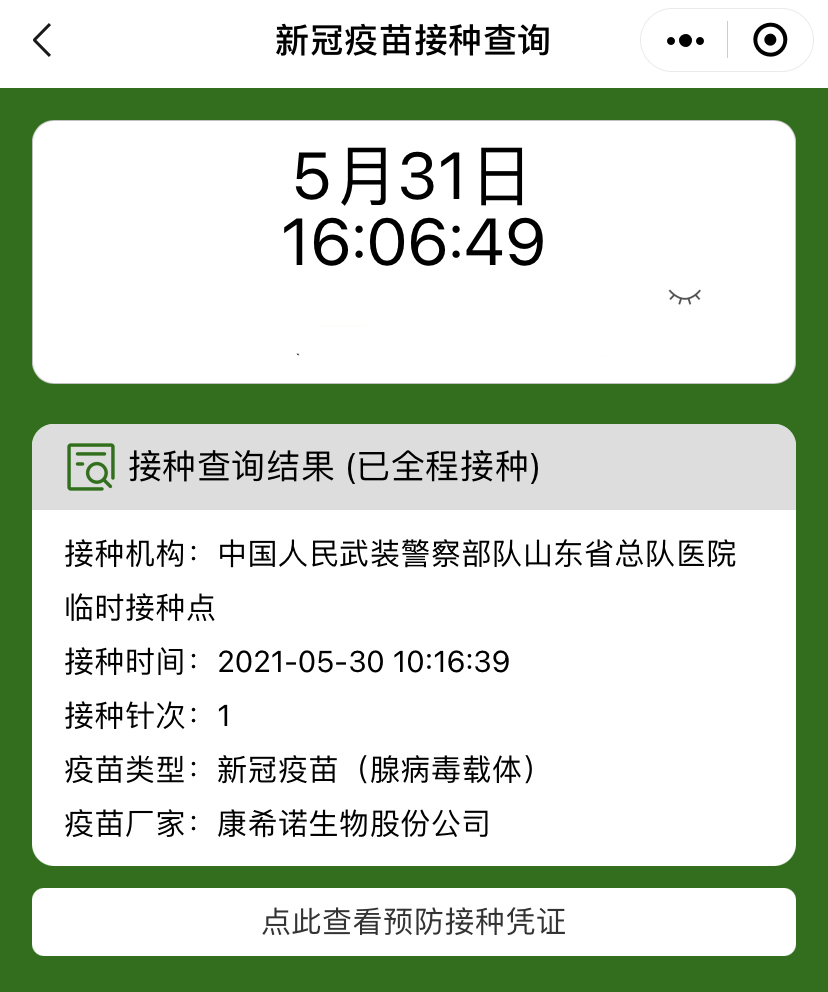 新冠疫苗接种查询
5月31日
16:06:49
接种查询结果 (已全程接种)
接种机构：中国人民武装警察部队山东省总队医院
临时接种点
接种时间：2021-05-30 10:16:39
接种针次：1
疫苗类型：新冠疫苗（腺病毒载体）
疫苗厂家：康希诺生物股份公司
点此查看预防接种凭证